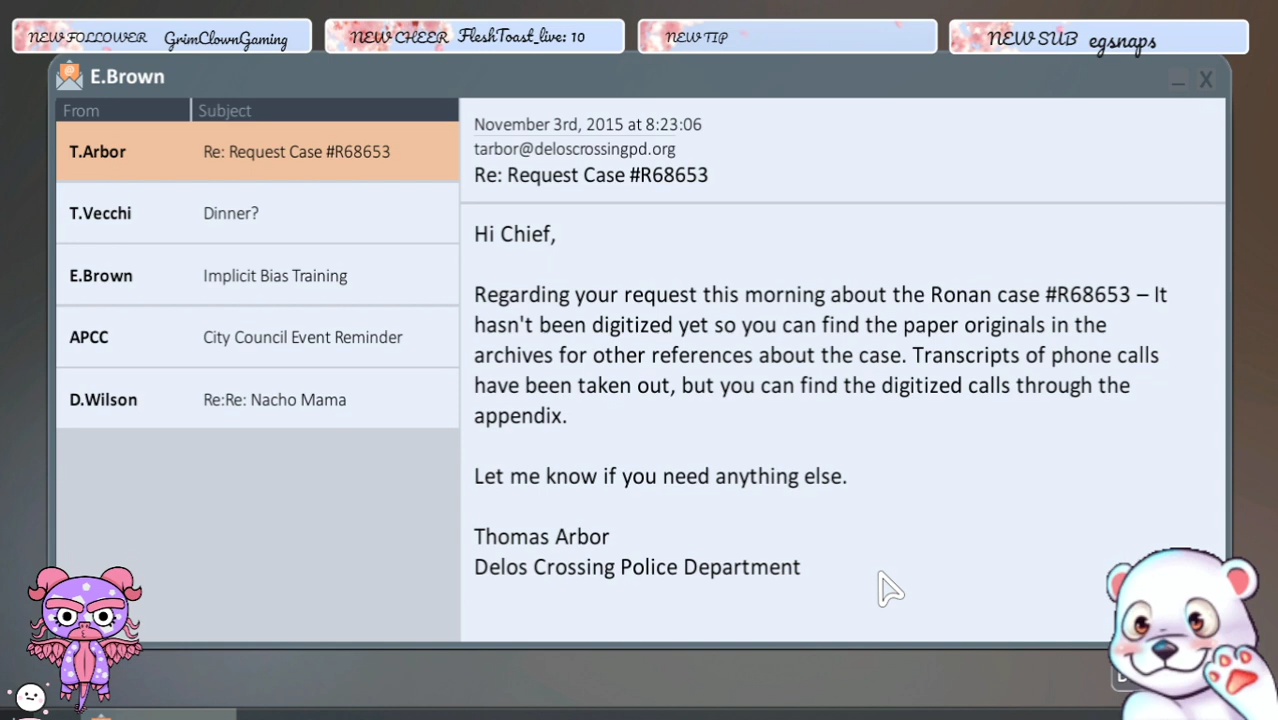 NEW FOLLOWER GrimClownGaming
NEW CHEER FleshToast_live: 10
NEW TIP
NEW SUB egsnaps
E.Brown
From Subject
T.Arbor Re: Request Case #R68653
T.Vecchi Dinner?
E.Brown Implicit Bias Training
APCC City Council Event Reminder
D.Wilson Re:Re: Nacho Mama
November 3rd, 2015 at 8:23:06
tarbor@deloscrossingpd.org
Re: Request Case #R68653
Hi Chief,
Regarding your request this morning about the Ronan case #R68653 – It
hasn't been digitized yet so you can find the paper originals in the
archives for other references about the case. Transcripts of phone calls
have been taken out, but you can find the digitized calls through the
appendix.
Let me know if you need anything else.
Thomas Arbor
Delos Crossing Police Department